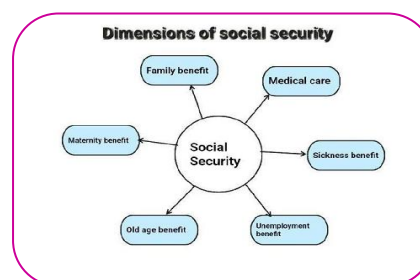 Dimensions of social security
Family benefit
Medical care
Maternity benefit
Social
Security
Sickness benefit
Old age benefit
Unemployment
benefit